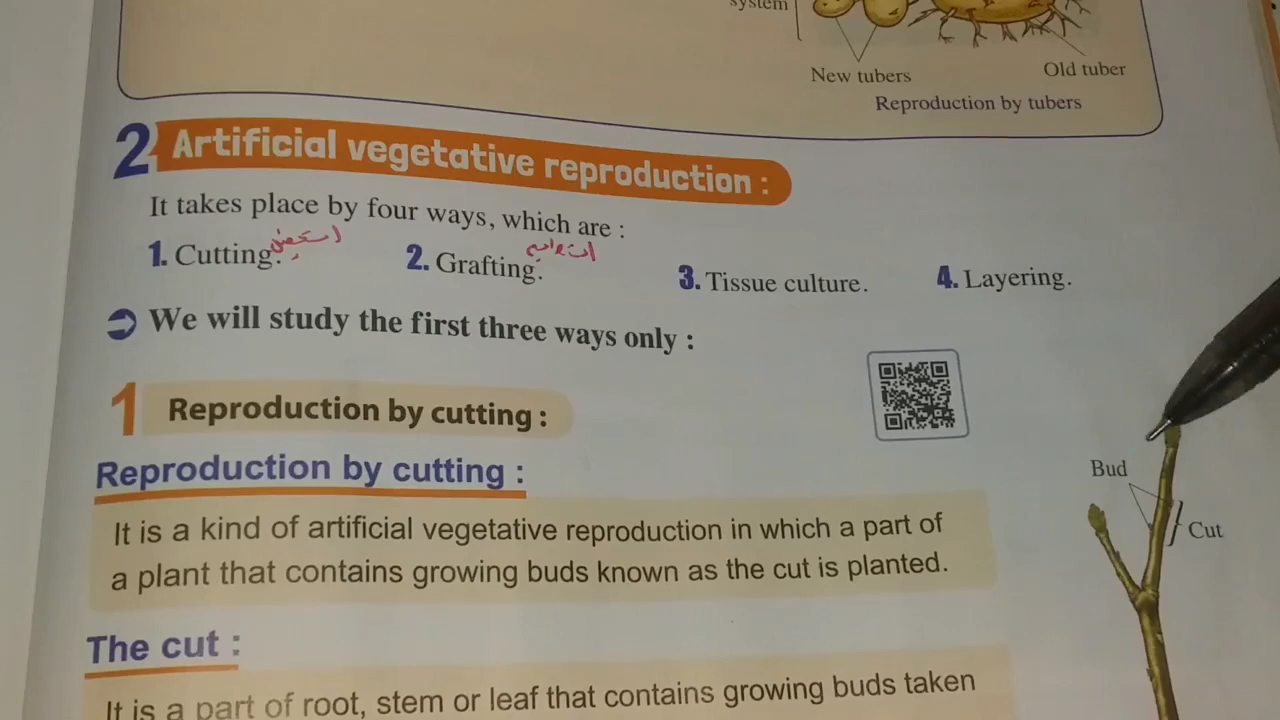 system
New tubers
Old tuber
Reproduction by tubers
2 Artificial vegetative reproduction :
It takes place by four ways, which are :
1. Cutting. 2. Grafting. 3. Tissue culture. 4. Layering.
We will study the first three ways only :
1 Reproduction by cutting :
Reproduction by cutting :
Bud
Cut
It is a kind of artificial vegetative reproduction in which a part of
a plant that contains growing buds known as the cut is planted.
The cut :
It is a part of root, stem or leaf that contains growing buds taken